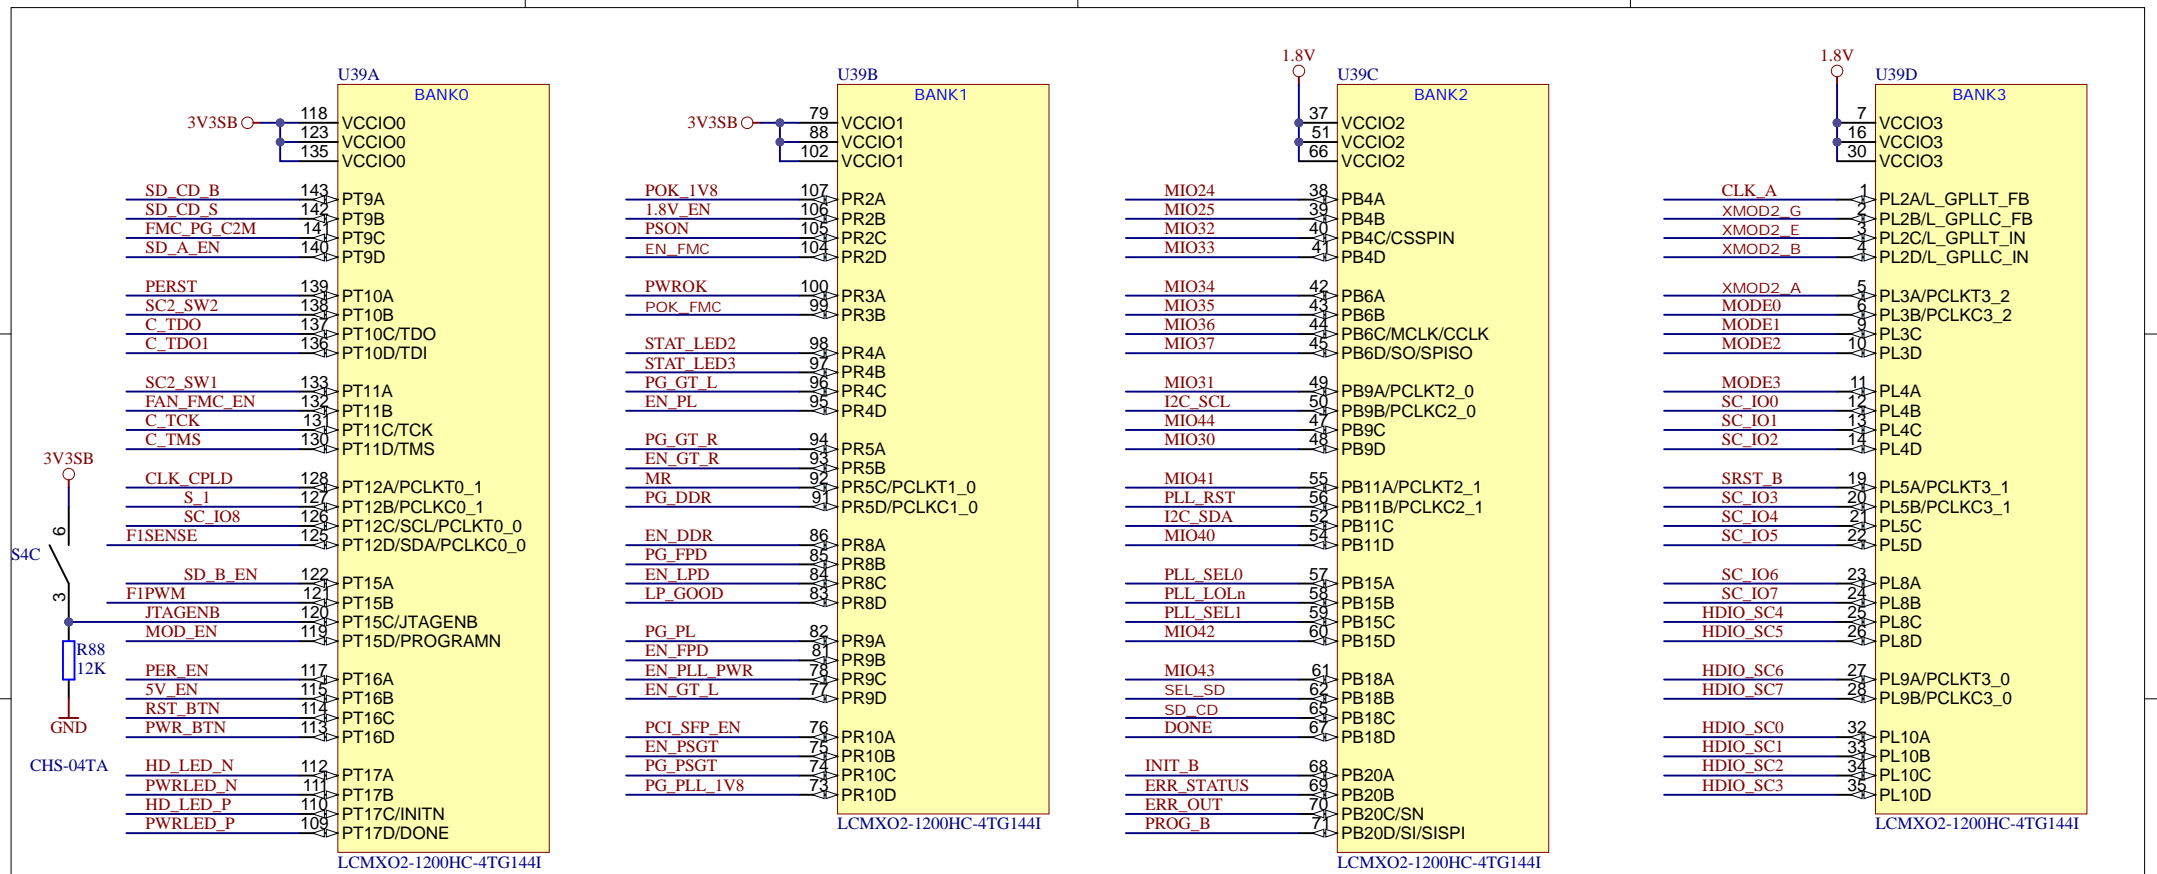 U39A
BANK0
3V3SB
118 VCCIO0
123 VCCIO0
135 VCCIO0
SD_CD_B 143 PT9A
SD_CD_S 142 PT9B
FMC_PG_C2M 141 PT9C
SD_A_EN 140 PT9D
PERST 139 PT10A
SC2_SW2 138 PT10B
C_TDO 137 PT10C/TDO
C_TDO1 136 PT10D/TDI
SC2_SW1 133 PT11A
FAN_FMC_EN 132 PT11B
C_TCK 131 PT11C/TCK
C_TMS 130 PT11D/TMS
CLK_CPLD 128 PT12A/PCLKT0_1
S_1 127 PT12B/PCLKC0_1
SC_IO8 126 PT12C/SCL/PCLKT0_0
F1SENSE 125 PT12D/SDA/PCLKC0_0
SD_B_EN 122 PT15A
F1PWM 121 PT15B
JTAGENB 120 PT15C/JTAGENB
MOD_EN 119 PT15D/PROGRAMN
PER_EN 117 PT16A
5V_EN 115 PT16B
RST_BTN 114 PT16C
PWR_BTN 113 PT16D
HD_LED_N 112 PT17A
PWRLED_N 111 PT17B
HD_LED_P 110 PT17C/INITN
PWRLED_P 109 PT17D/DONE
LCMXO2-1200HC-4TG144I
3V3SB
6
S4C
3
R88
12K
GND
CHS-04TA
U39B
BANK1
3V3SB
79 VCCIO1
88 VCCIO1
102 VCCIO1
POK_1V8 107 PR2A
1.8V_EN 106 PR2B
PSON 105 PR2C
EN_FMC 104 PR2D
PWROK 100 PR3A
POK_FMC 99 PR3B
STAT_LED2 98 PR4A
STAT_LED3 97 PR4B
PG_GT_L 96 PR4C
EN_PL 95 PR4D
PG_GT_R 94 PR5A
EN_GT_R 93 PR5B
MR 92 PR5C/PCLKT1_0
PG_DDR 91 PR5D/PCLKC1_0
EN_DDR 86 PR8A
PG_FPD 85 PR8B
EN_LPD 84 PR8C
LP_GOOD 83 PR8D
PG_PL 82 PR9A
EN_FPD 81 PR9B
EN_PLL_PWR 78 PR9C
EN_GT_L 77 PR9D
PCI_SFP_EN 76 PR10A
EN_PSGT 75 PR10B
PG_PSGT 74 PR10C
PG_PLL_1V8 73 PR10D
LCMXO2-1200HC-4TG144I
1.8V
U39C
BANK2
37 VCCIO2
51 VCCIO2
66 VCCIO2
MIO24 38 PB4A
MIO25 39 PB4B
MIO32 40 PB4C/CSSPIN
MIO33 41 PB4D
MIO34 42 PB6A
MIO35 43 PB6B
MIO36 44 PB6C/MCLK/CCLK
MIO37 45 PB6D/SO/SPISO
MIO31 49 PB9A/PCLKT2_0
I2C_SCL 50 PB9B/PCLKC2_0
MIO44 47 PB9C
MIO30 48 PB9D
MIO41 55 PB11A/PCLKT2_1
PLL_RST 56 PB11B/PCLKC2_1
I2C_SDA 52 PB11C
MIO40 54 PB11D
PLL_SEL0 57 PB15A
PLL_LOLn 58 PB15B
PLL_SEL1 59 PB15C
MIO42 60 PB15D
MIO43 61 PB18A
SEL_SD 62 PB18B
SD_CD 65 PB18C
DONE 67 PB18D
INIT_B 68 PB20A
ERR_STATUS 69 PB20B
ERR_OUT 70 PB20C/SN
PROG_B 71 PB20D/SI/SISPI
LCMXO2-1200HC-4TG144I
1.8V
U39D
BANK3
7 VCCIO3
16 VCCIO3
30 VCCIO3
CLK_A 1 PL2A/L_GPLLT_FB
XMOD2_G 2 PL2B/L_GPLLC_FB
XMOD2_E 3 PL2C/L_GPLLT_IN
XMOD2_B 4 PL2D/L_GPLLC_IN
XMOD2_A 5 PL3A/PCLKT3_2
MODE0 6 PL3B/PCLKC3_2
MODE1 9 PL3C
MODE2 10 PL3D
MODE3 11 PL4A
SC_IO0 12 PL4B
SC_IO1 13 PL4C
SC_IO2 14 PL4D
SRST_B 19 PL5A/PCLKT3_1
SC_IO3 20 PL5B/PCLKC3_1
SC_IO4 21 PL5C
SC_IO5 22 PL5D
SC_IO6 23 PL8A
SC_IO7 24 PL8B
HDIO_SC4 25 PL8C
HDIO_SC5 26 PL8D
HDIO_SC6 27 PL9A/PCLKT3_0
HDIO_SC7 28 PL9B/PCLKC3_0
HDIO_SC0 32 PL10A
HDIO_SC1 33 PL10B
HDIO_SC2 34 PL10C
HDIO_SC3 35 PL10D
LCMXO2-1200HC-4TG144I